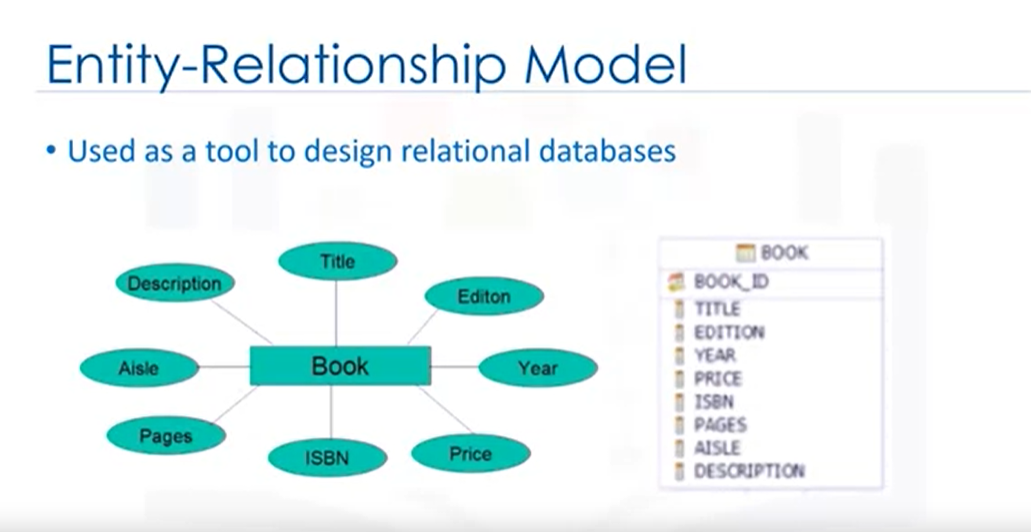 Entity-Relationship Model
• Used as a tool to design relational databases
Title
Description
Editon
Aisle
Book
Year
Pages
ISBN
Price
BOOK
BOOK_ID
TITLE
EDITION
YEAR
PRICE
ISBN
PAGES
AISLE
DESCRIPTION